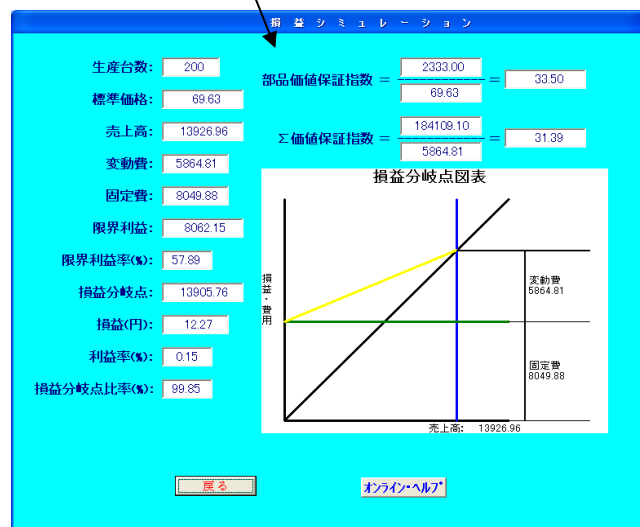 損 益 シ ミ ュ レ ー シ ョ ン
生産台数: 200
標準価格: 69.63
売上高: 13926.96
変動費: 5864.81
固定費: 8049.88
限界利益: 8062.15
限界利益率(%): 57.89
損益分岐点: 13905.76
損益(円): 12.27
利益率(%): 0.15
損益分岐点比率(%): 99.85
部品価値保証指数 = 2333.00 / 69.63 = 33.50
Σ価値保証指数 = 184109.10 / 5864.81 = 31.39
損益分岐点図表
損益・費用
変動費
5864.81
固定費
8049.88
売上高: 13926.96
戻る
オンライン・ヘルプ